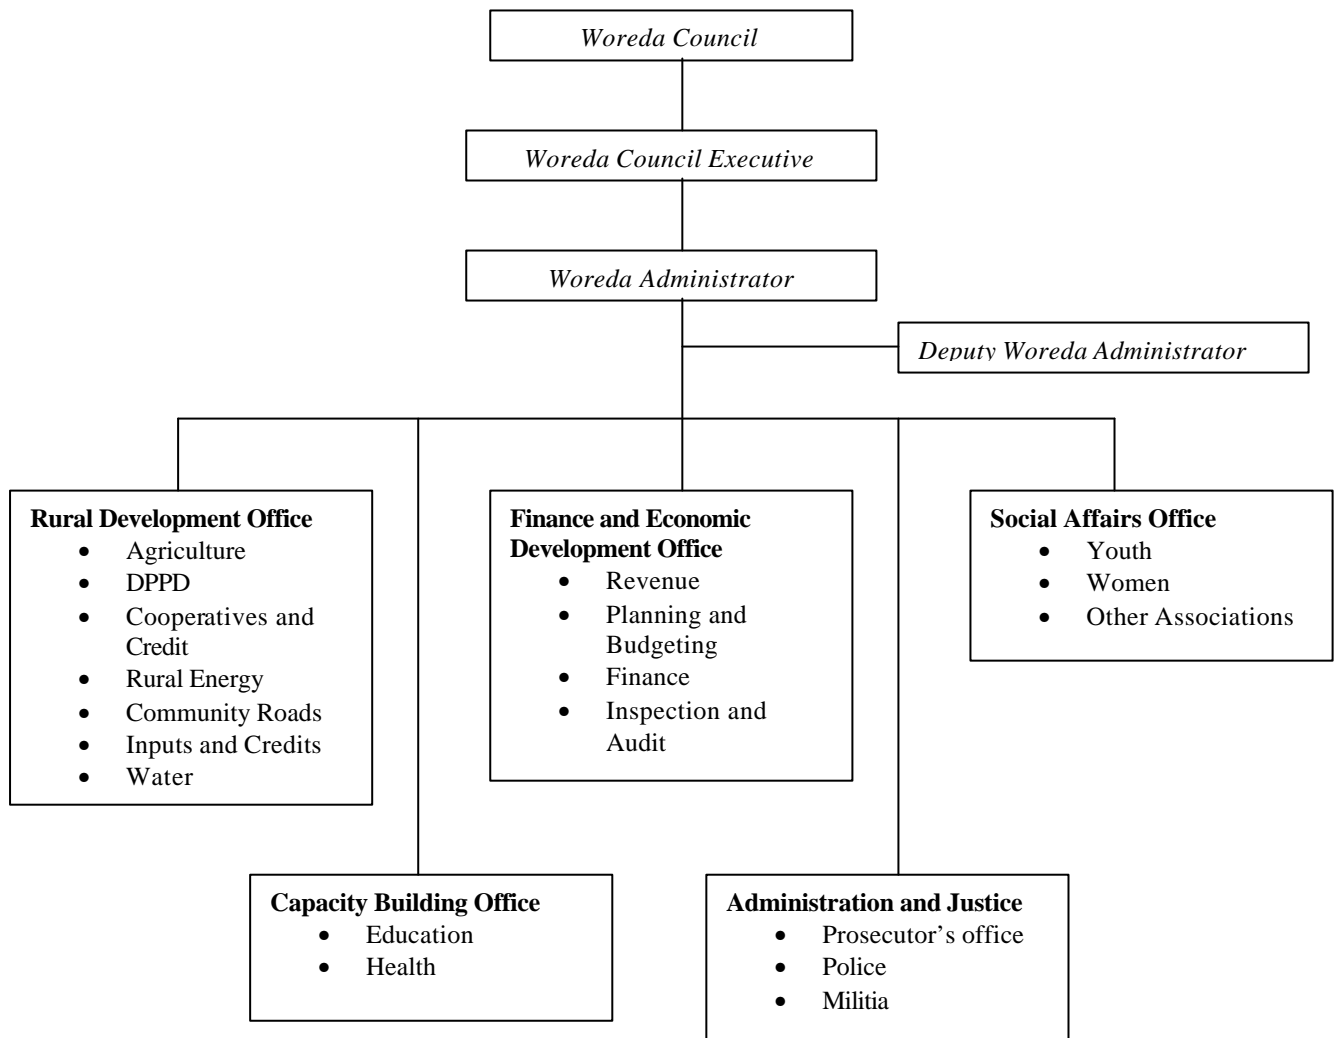 Woreda Council
Woreda Council Executive
Woreda Administrator
Deputy Woreda Administrator
Rural Development Office
• Agriculture
• DPPD
• Cooperatives and
Credit
• Rural Energy
• Community Roads
• Inputs and Credits
• Water
Finance and Economic
Development Office
• Revenue
• Planning and
Budgeting
• Finance
• Inspection and
Audit
Social Affairs Office
• Youth
• Women
• Other Associations
Capacity Building Office
• Education
• Health
Administration and Justice
• Prosecutor’s office
• Police
• Militia